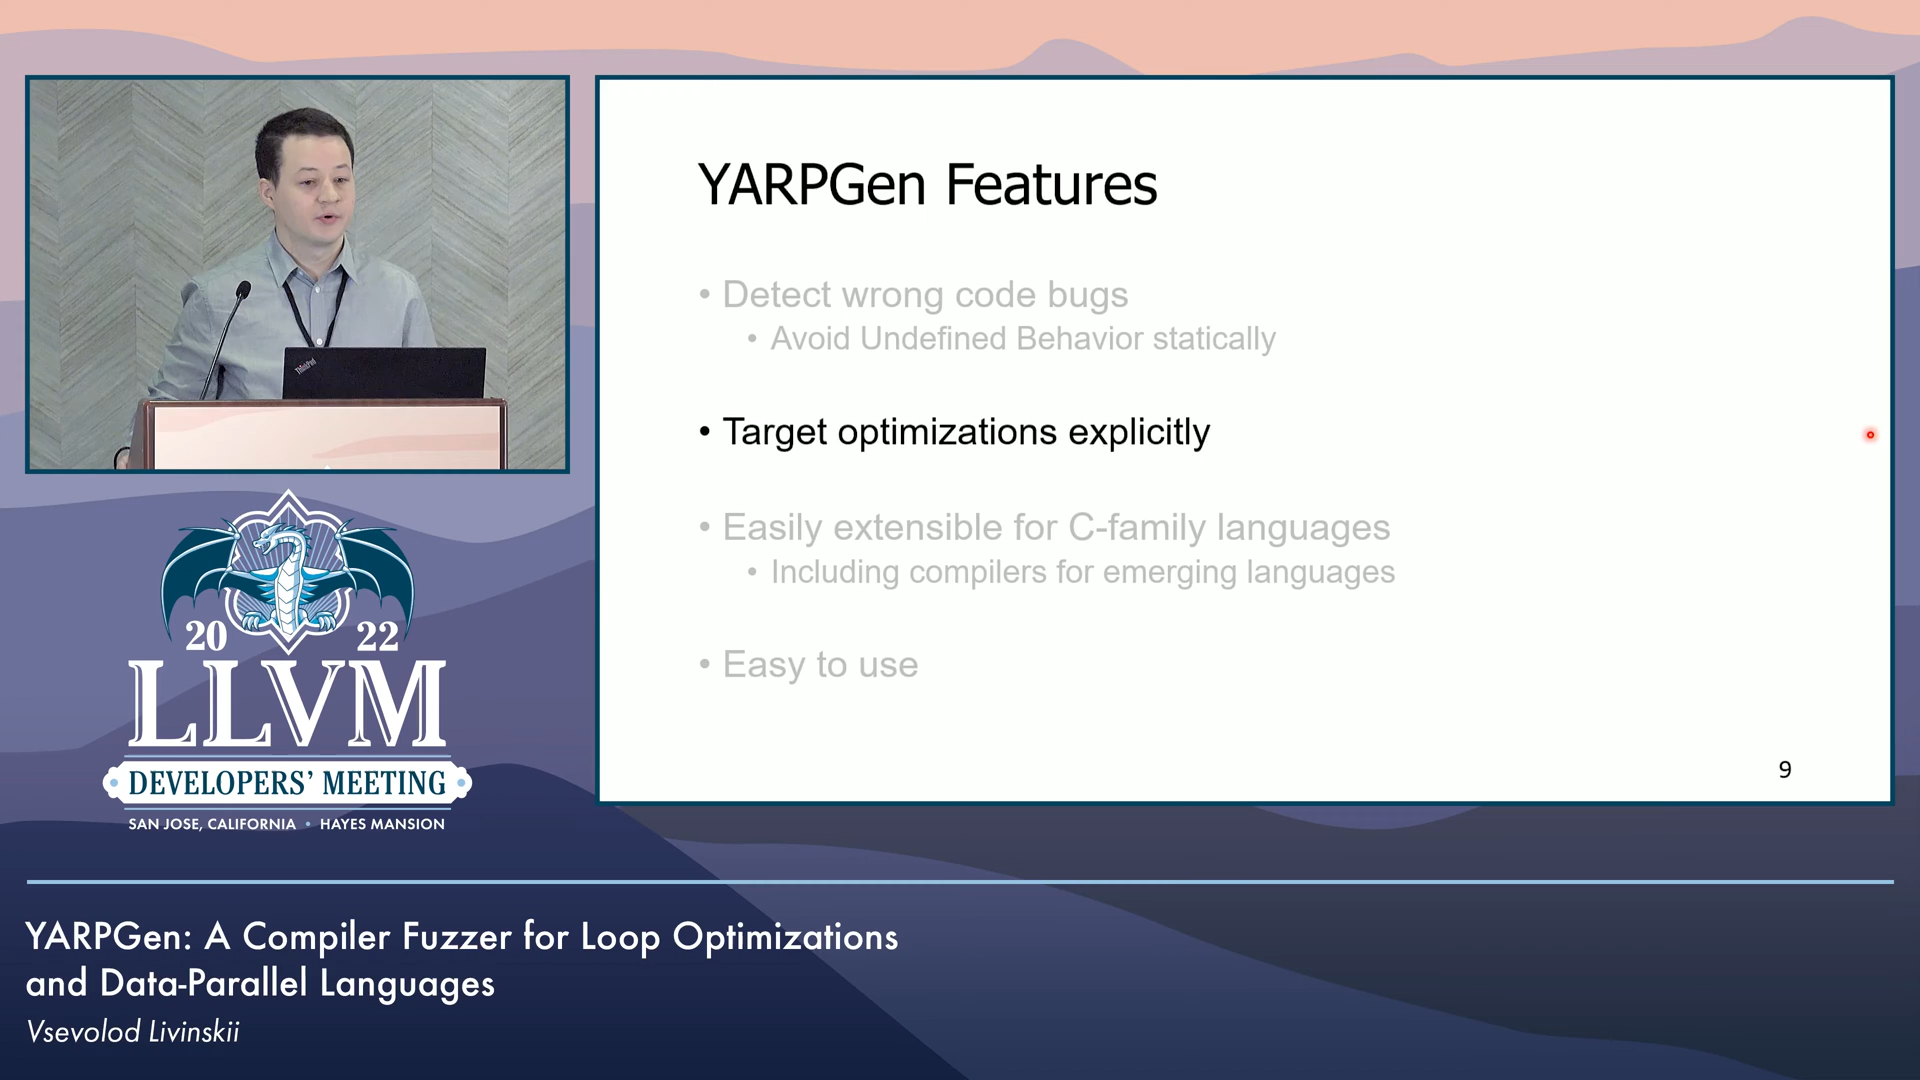 YARPGen Features
• Detect wrong code bugs
• Avoid Undefined Behavior statically
• Target optimizations explicitly
• Easily extensible for C-family languages
• Including compilers for emerging languages
• Easy to use
9
ThinkPad
20 22
LLVM
DEVELOPERS' MEETING
SAN JOSE, CALIFORNIA • HAYES MANSION
YARPGen: A Compiler Fuzzer for Loop Optimizations
and Data-Parallel Languages
Vsevolod Livinskii